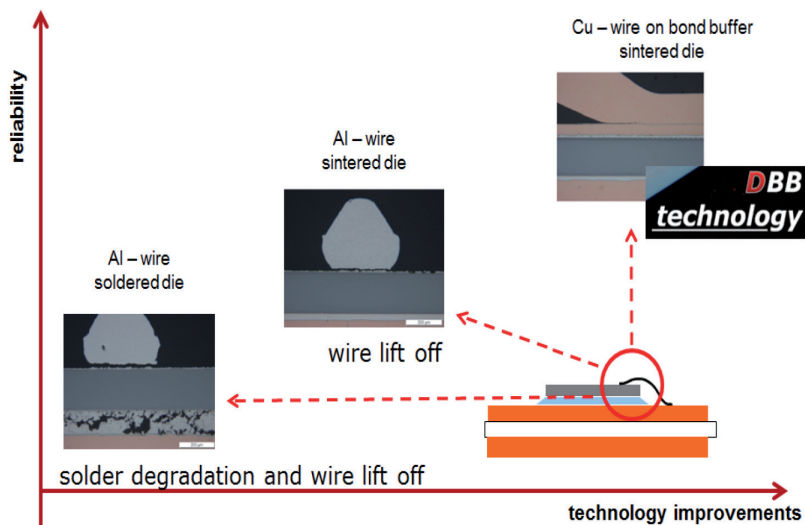 reliability
Cu – wire on bond buffer
sintered die
DBB
technology
Al – wire
sintered die
wire lift off
Al – wire
soldered die
solder degradation and wire lift off
technology improvements